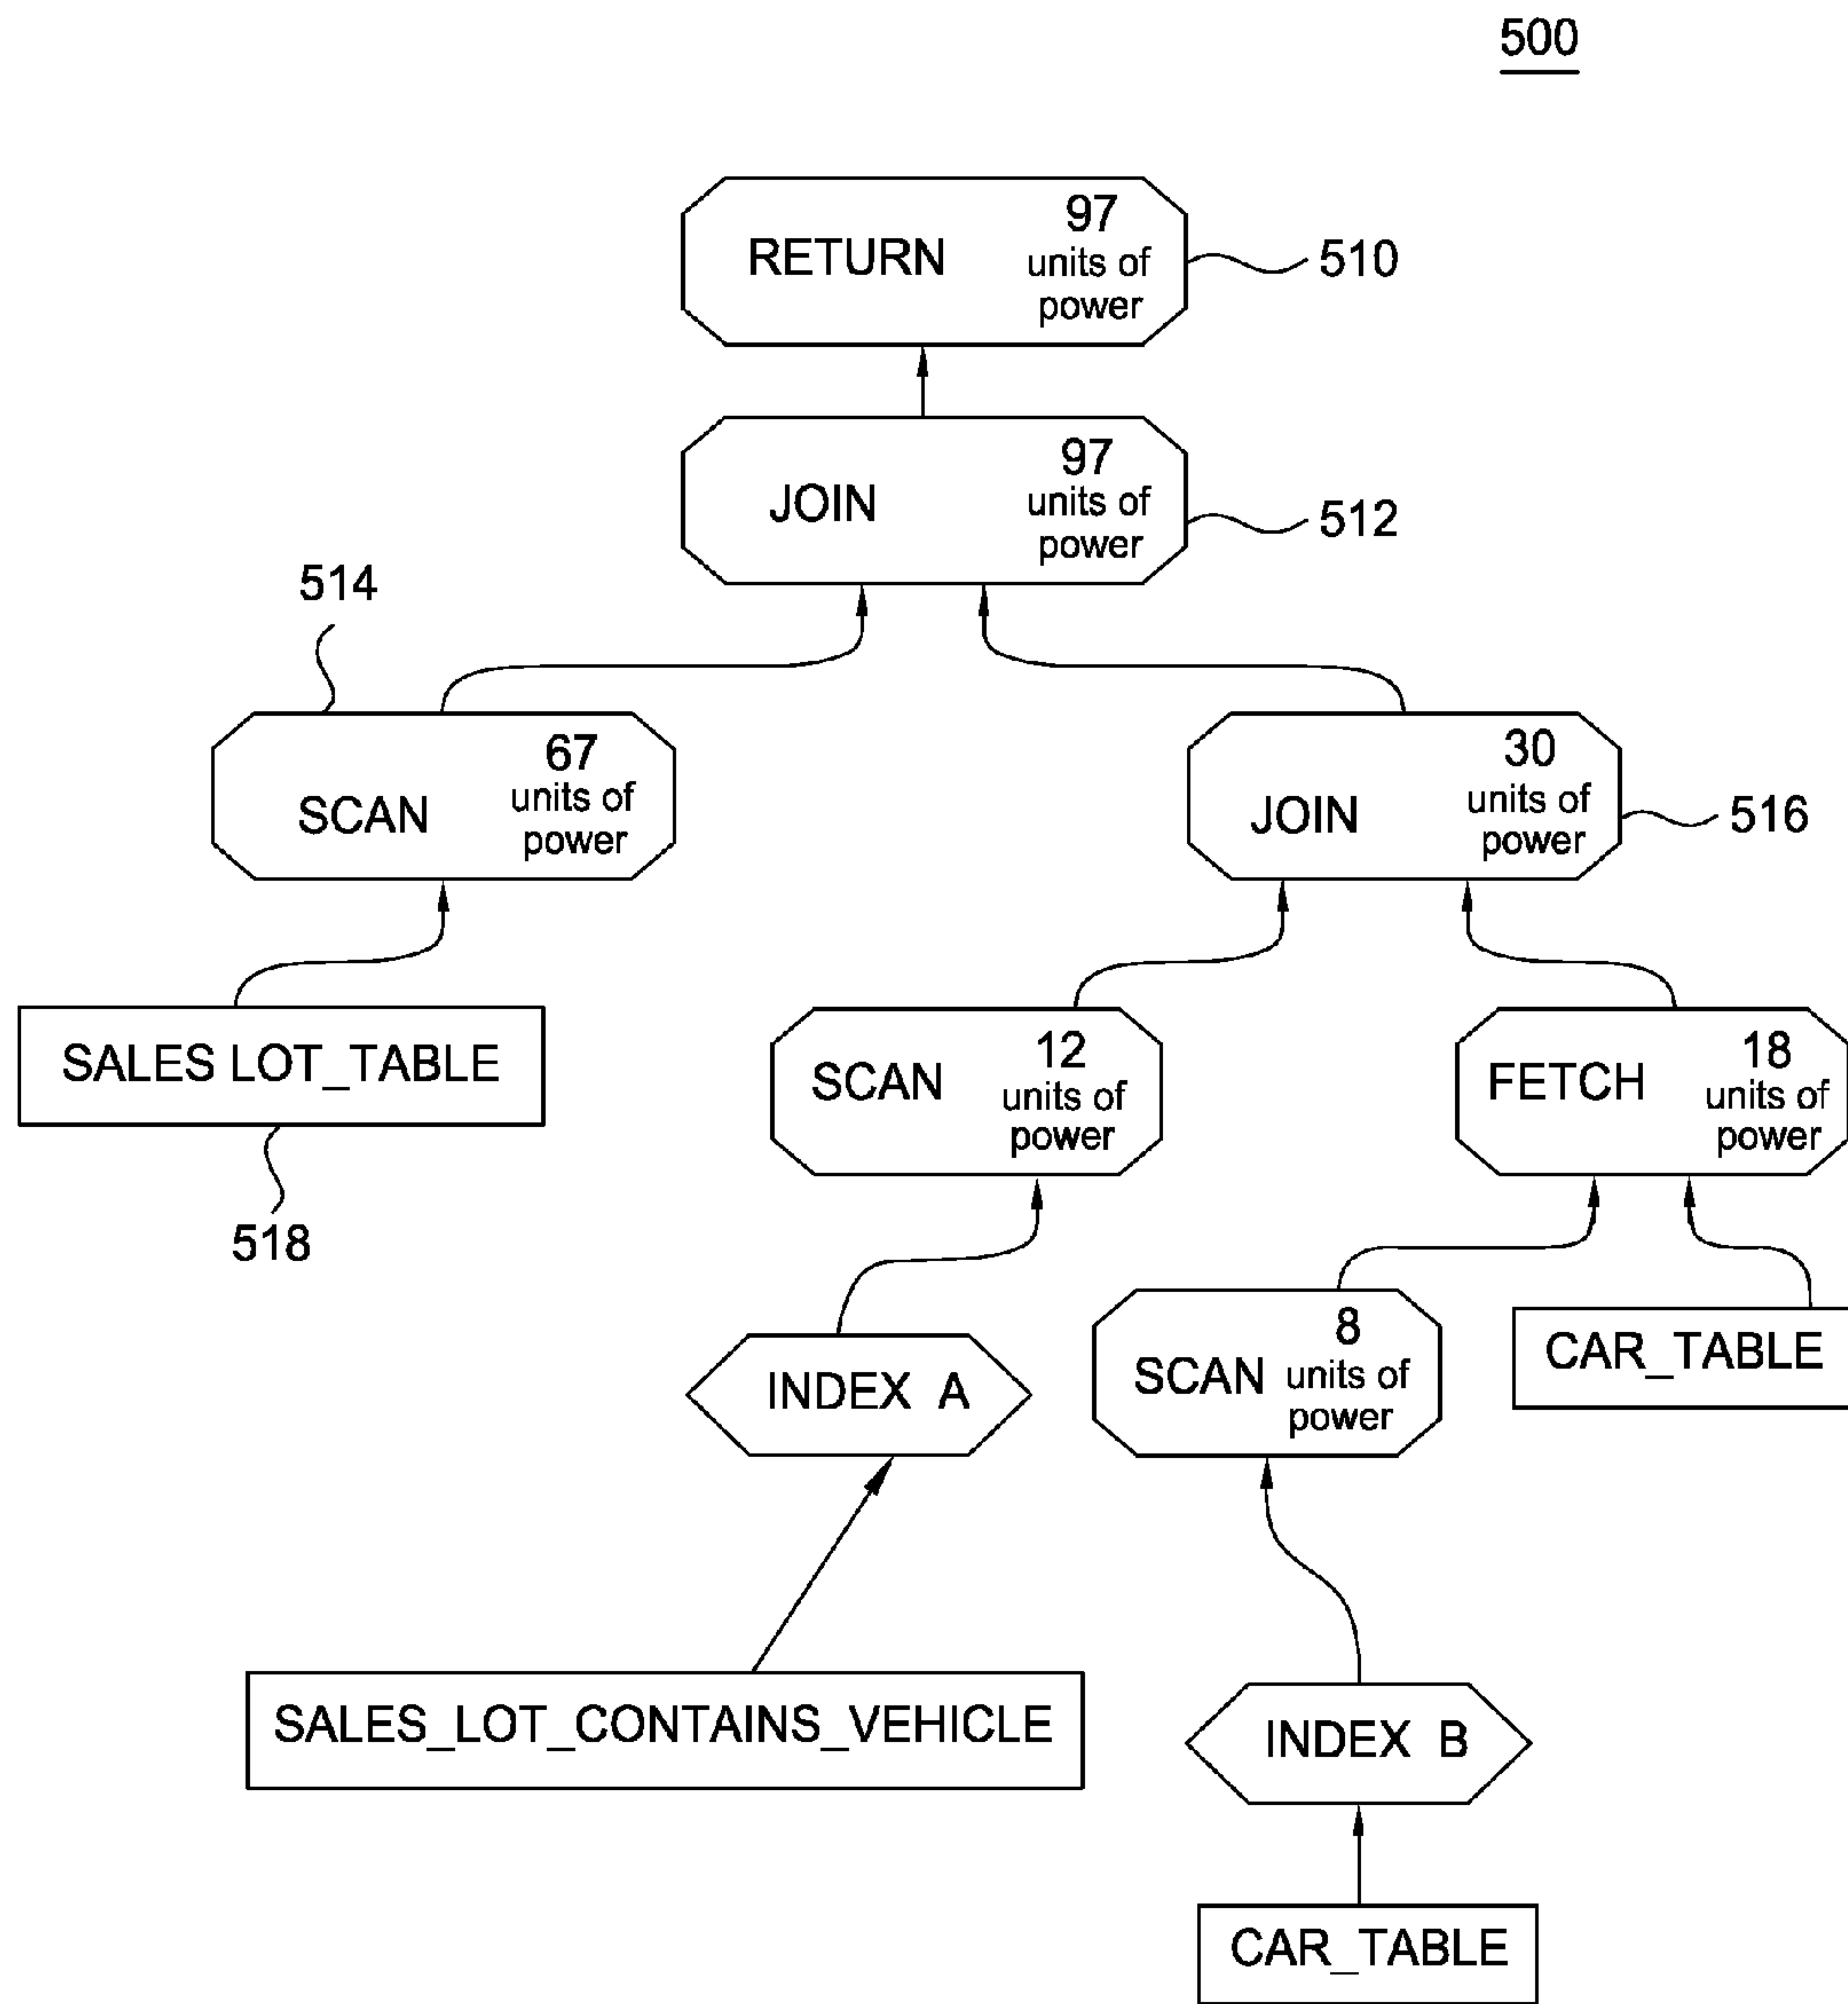 500
97
RETURN
units of
power
510
97
JOIN
units of
power
512
514
67
SCAN
units of
power
30
JOIN
units of
power
516
SALES LOT_TABLE
518
12
SCAN
units of
power
18
FETCH
units of
power
8
SCAN
units of
power
CAR_TABLE
INDEX A
SALES_LOT_CONTAINS_VEHICLE
INDEX B
CAR_TABLE